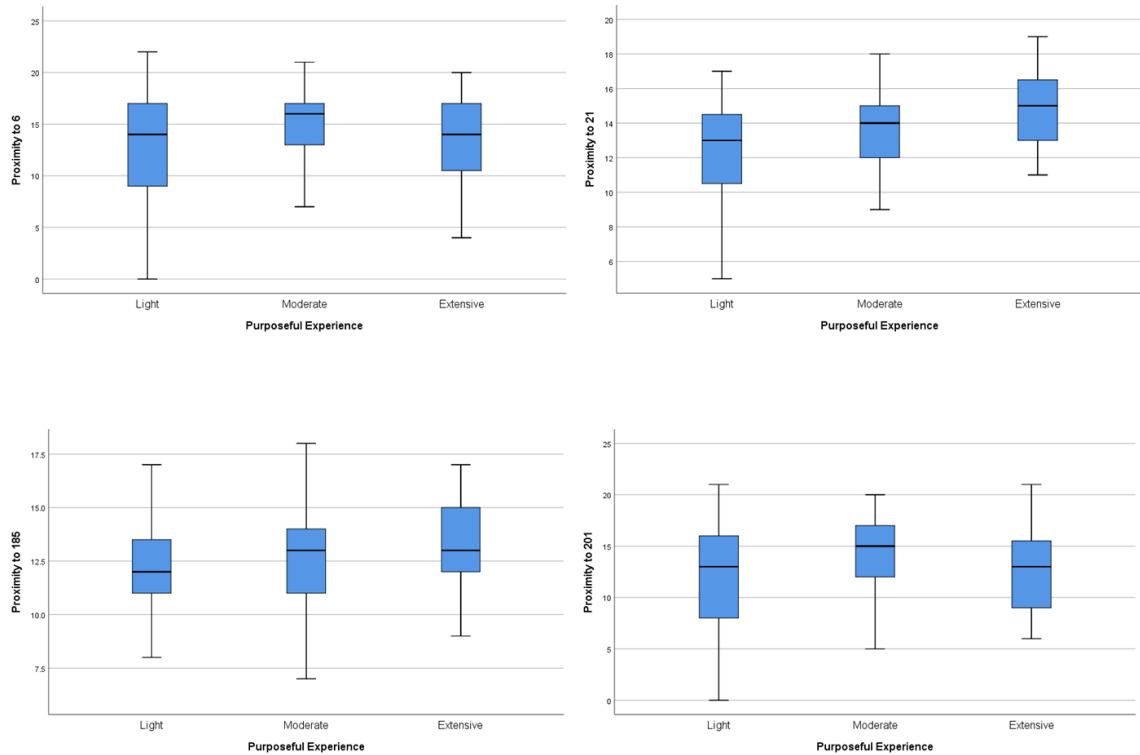 Proximity to 6
25
20
15
10
5
0
Light Moderate Extensive
Purposeful Experience
Proximity to 21
20
18
16
14
12
10
8
6
Light Moderate Extensive
Purposeful Experience
Proximity to 185
17.5
15.0
12.5
10.0
7.5
Light Moderate Extensive
Purposeful Experience
Proximity to 201
25
20
15
10
5
0
Light Moderate Extensive
Purposeful Experience